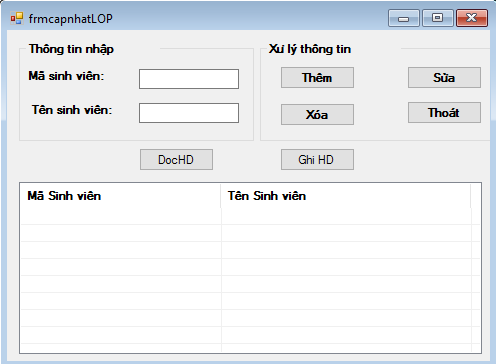 frmcapnhatLOP
Thông tin nhập
Xư lý thông tin
Mã sinh viên:
Thêm
Sửa
Tên sinh viên:
Xóa
Thoát
DocHD
Ghi HD
Mã Sinh viên
Tên Sinh viên